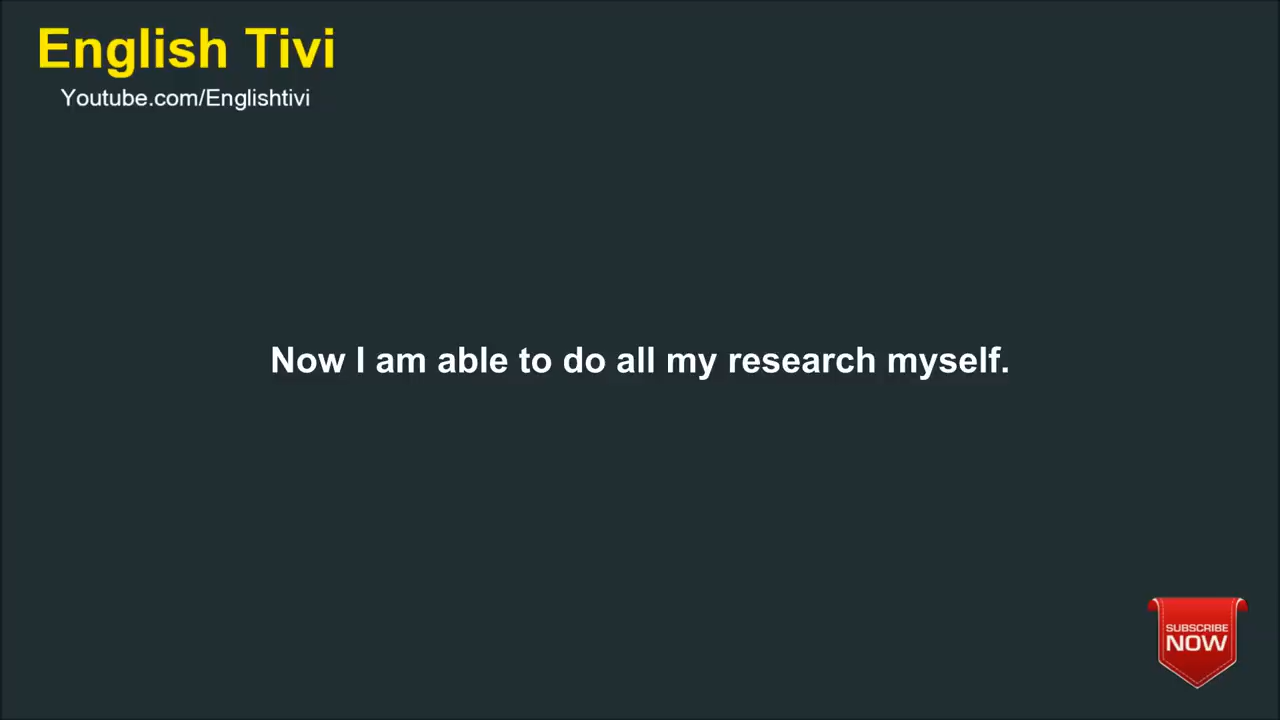 English Tivi
Youtube.com/Englishtivi
Now I am able to do all my research myself.
SUBSCRIBE
NOW